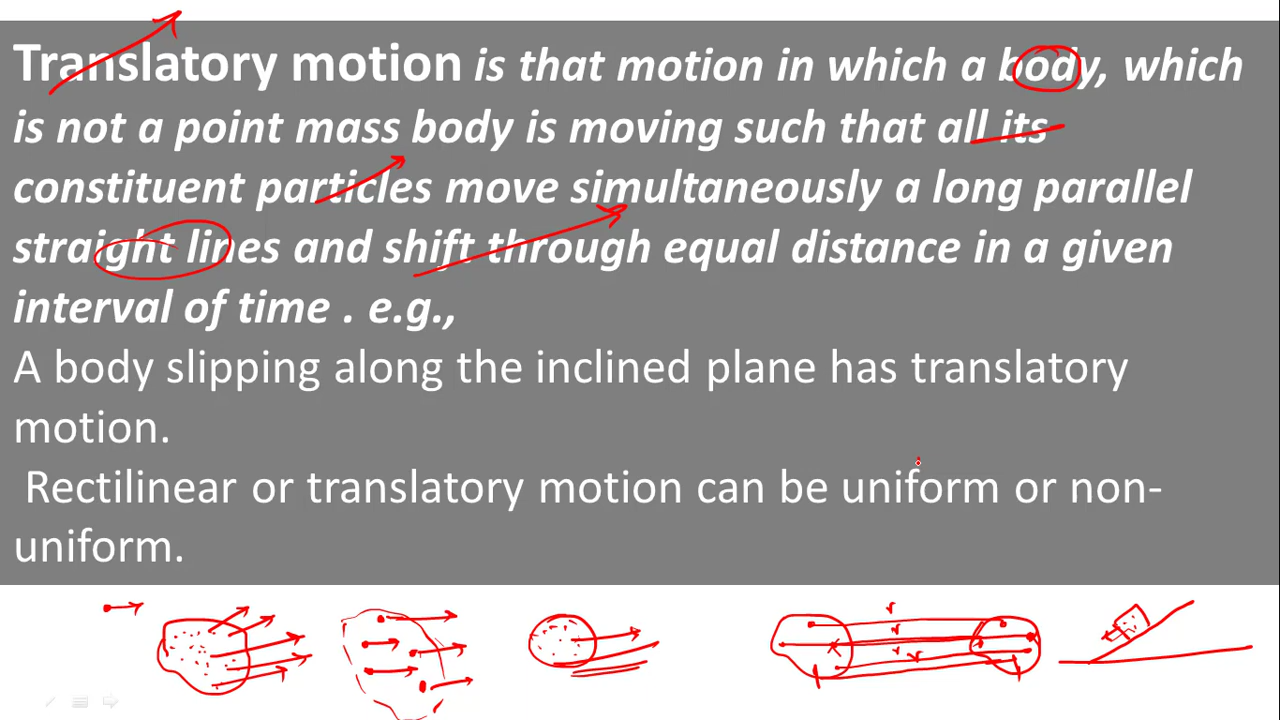 Translatory motion is that motion in which a body, which
is not a point mass body is moving such that all its
constituent particles move simultaneously a long parallel
straight lines and shift through equal distance in a given
interval of time . e.g.,
A body slipping along the inclined plane has translatory
motion.
Rectilinear or translatory motion can be uniform or non-
uniform.